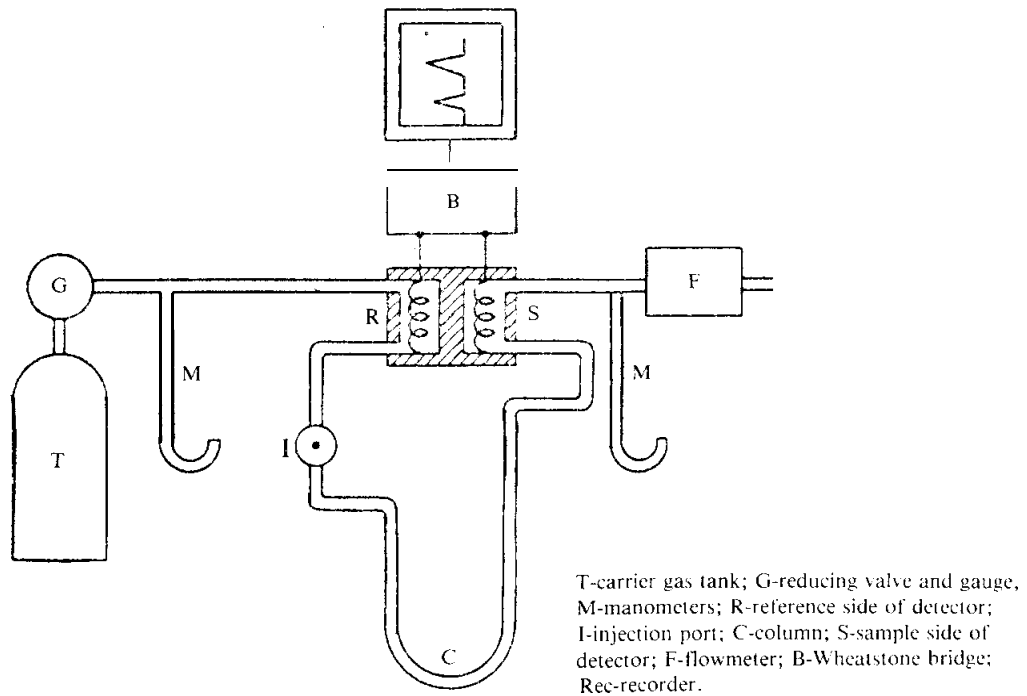 B
G
F
R
S
M
M
I
T
C
T-carrier gas tank; G-reducing valve and gauge,
M-manometers; R-reference side of detector;
I-injection port; C-column; S-sample side of
detector; F-flowmeter; B-Wheatstone bridge;
Rec-recorder.